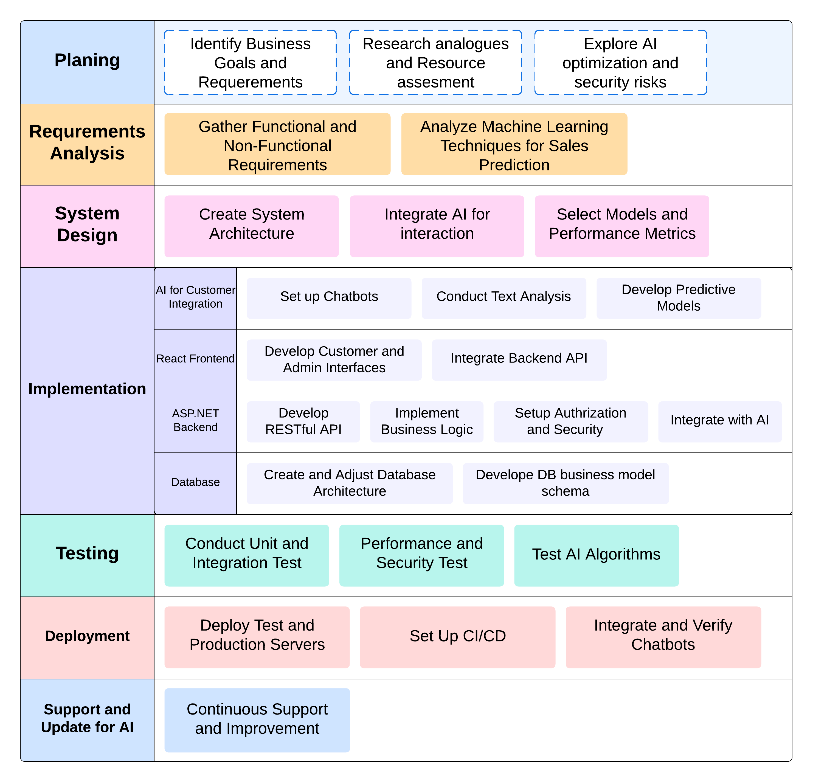 Planing
Identify Business
Goals and
Requerements
Research analogues
and Resource
assesment
Explore AI
optimization and
security risks
Requrements
Analysis
Gather Functional and
Non-Functional
Requirements
Analyze Machine Learning
Techniques for Sales
Prediction
System
Design
Create System
Architecture
Integrate AI for
interaction
Select Models and
Performance Metrics
Implementation
AI for Customer
Integration
Set up Chatbots
Conduct Text Analysis
Develop Predictive
Models
React Frontend
Develop Customer and
Admin Interfaces
Integrate Backend API
ASP.NET
Backend
Develop
RESTful API
Implement
Business Logic
Setup Authrization
and Security
Integrate with AI
Database
Create and Adjust Database
Architecture
Develope DB business model
schema
Testing
Conduct Unit and
Integration Test
Performance and
Security Test
Test AI Algorithms
Deployment
Deploy Test and
Production Servers
Set Up CI/CD
Integrate and Verify
Chatbots
Support and
Update for AI
Continuous Support
and Improvement